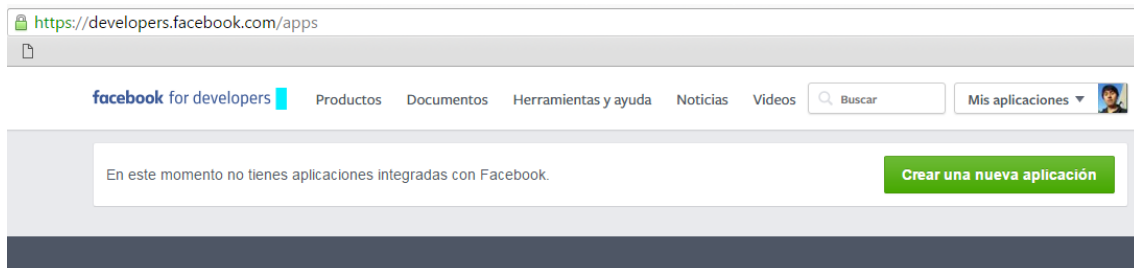 https://developers.facebook.com/apps
facebook for developers Productos Documentos Herramientas y ayuda Noticias Videos Buscar Mis aplicaciones
En este momento no tienes aplicaciones integradas con Facebook. Crear una nueva aplicación